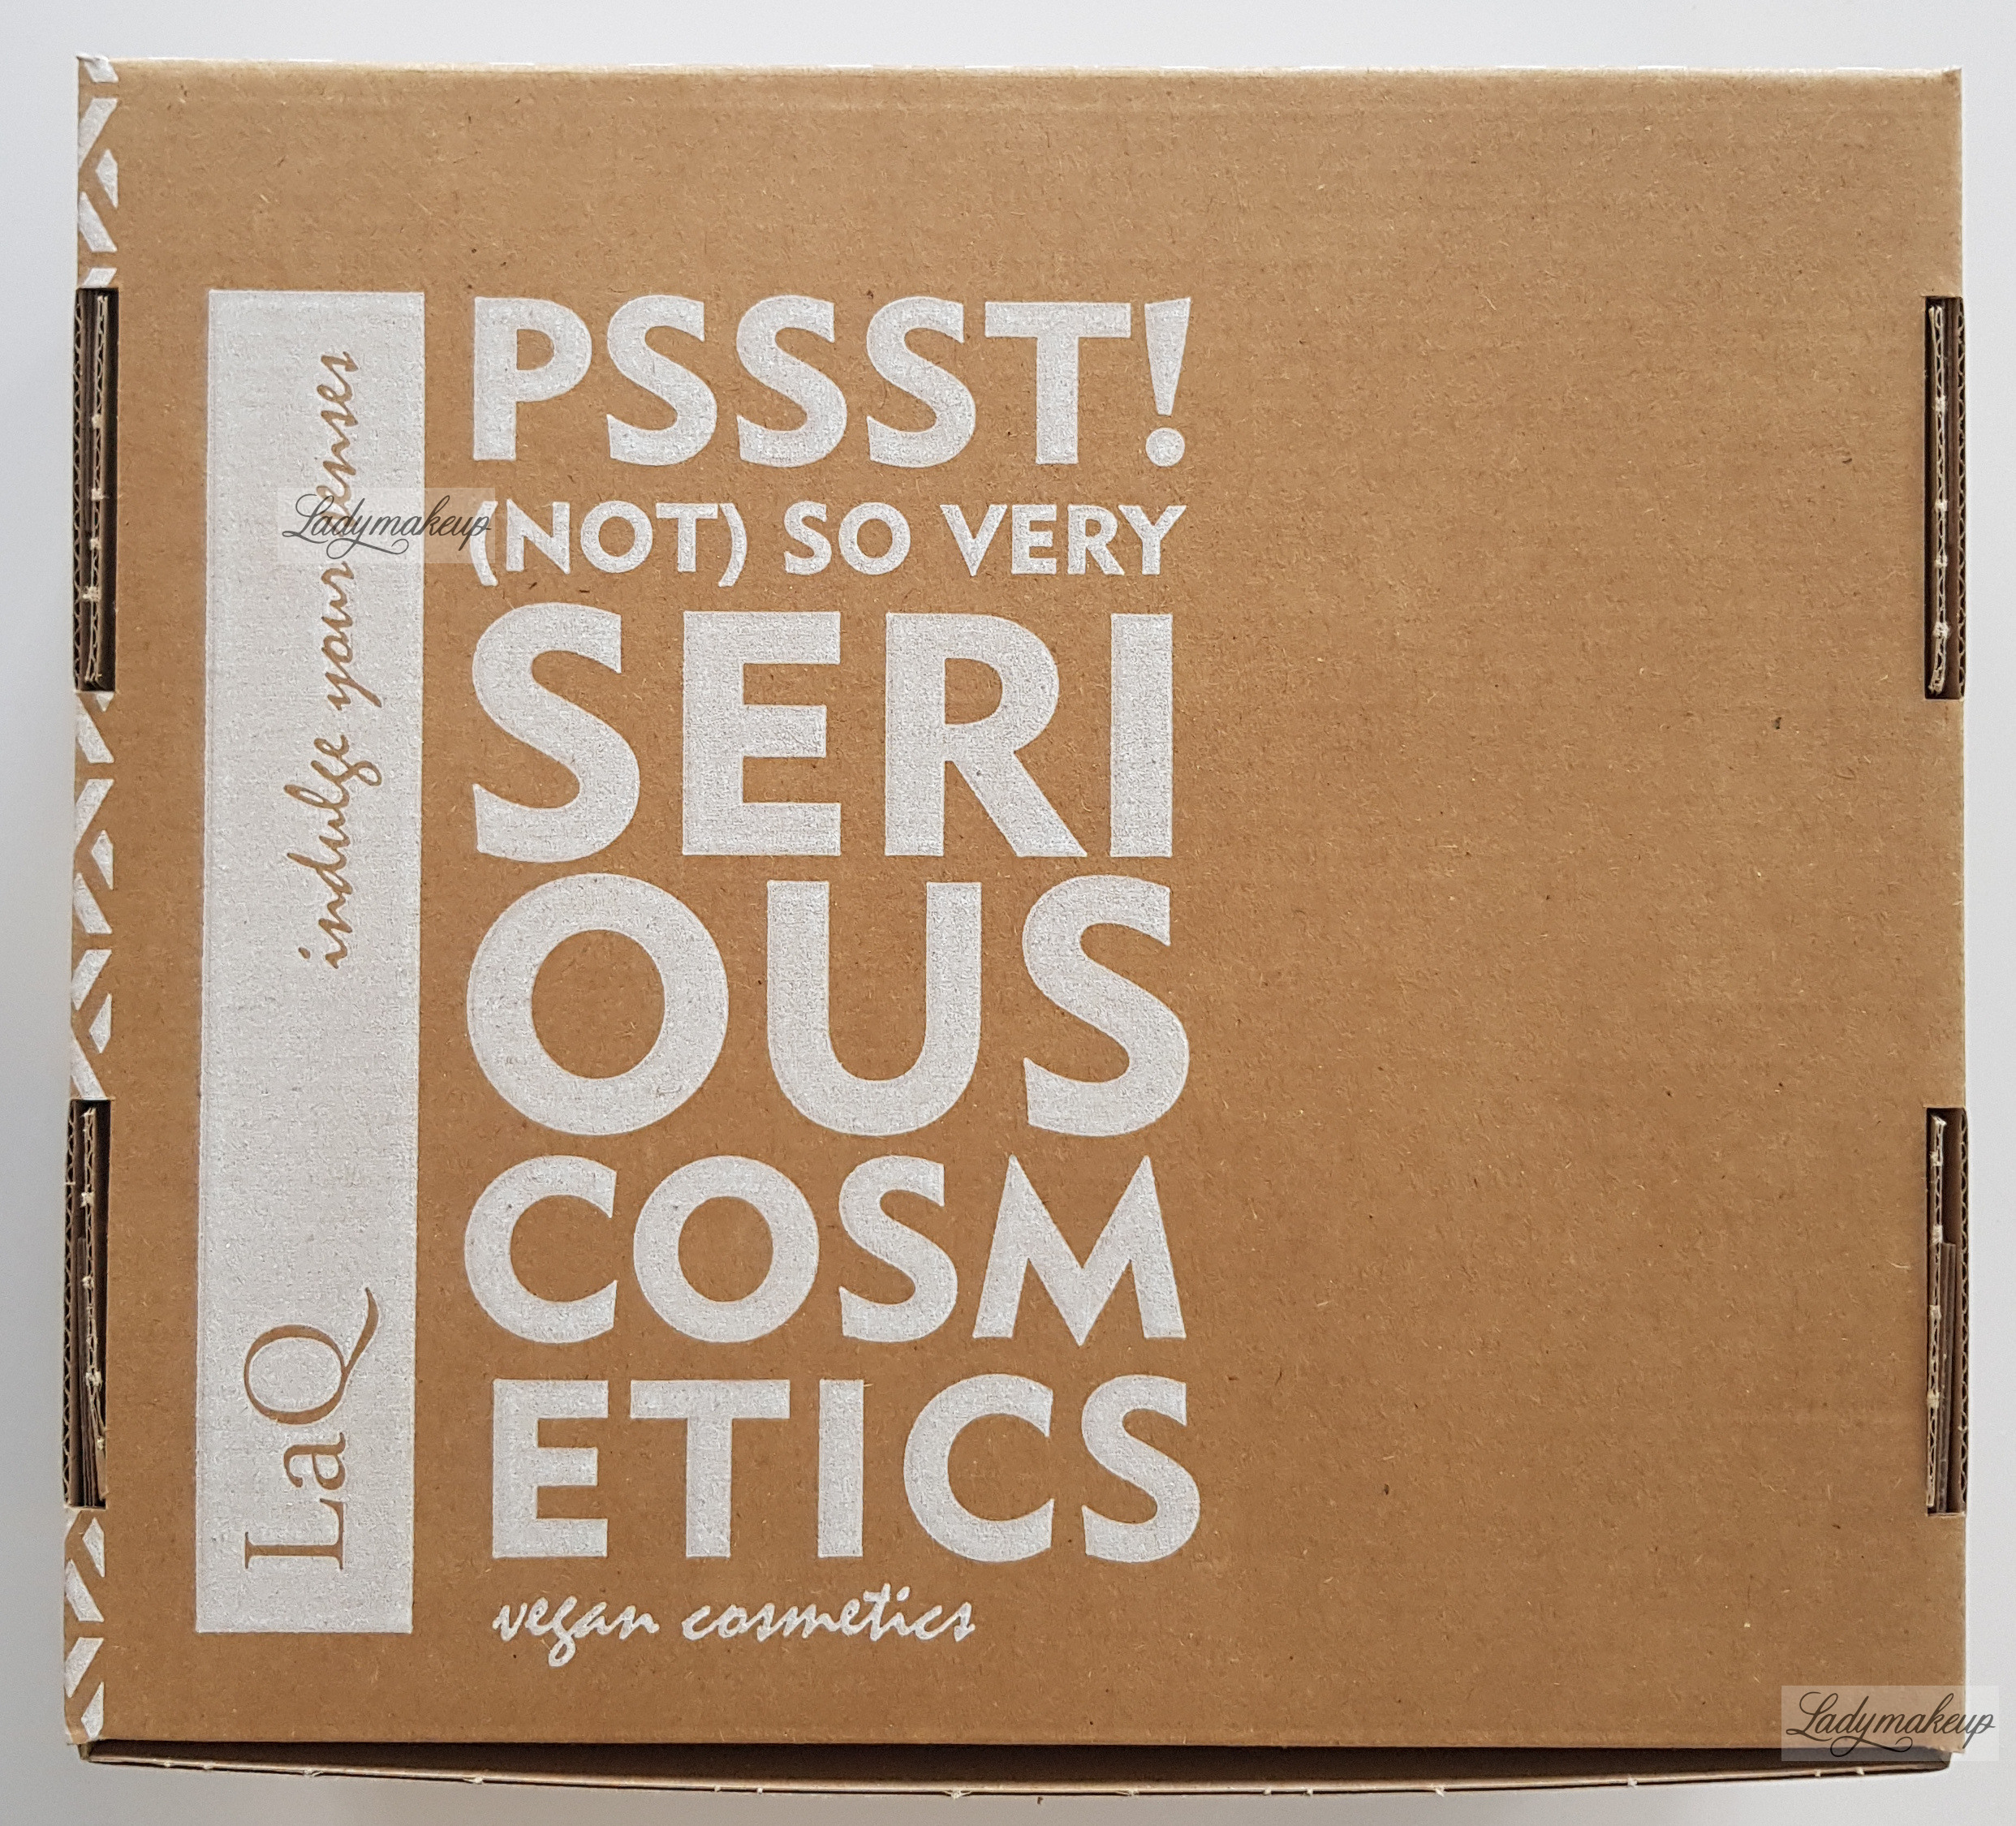 PSSST!
(NOT) SO VERY
SERI
OUS
COSM
ETICS
vegan cosmetics
LaQ
indulge your senses
Ladymakeup
Ladymakeup